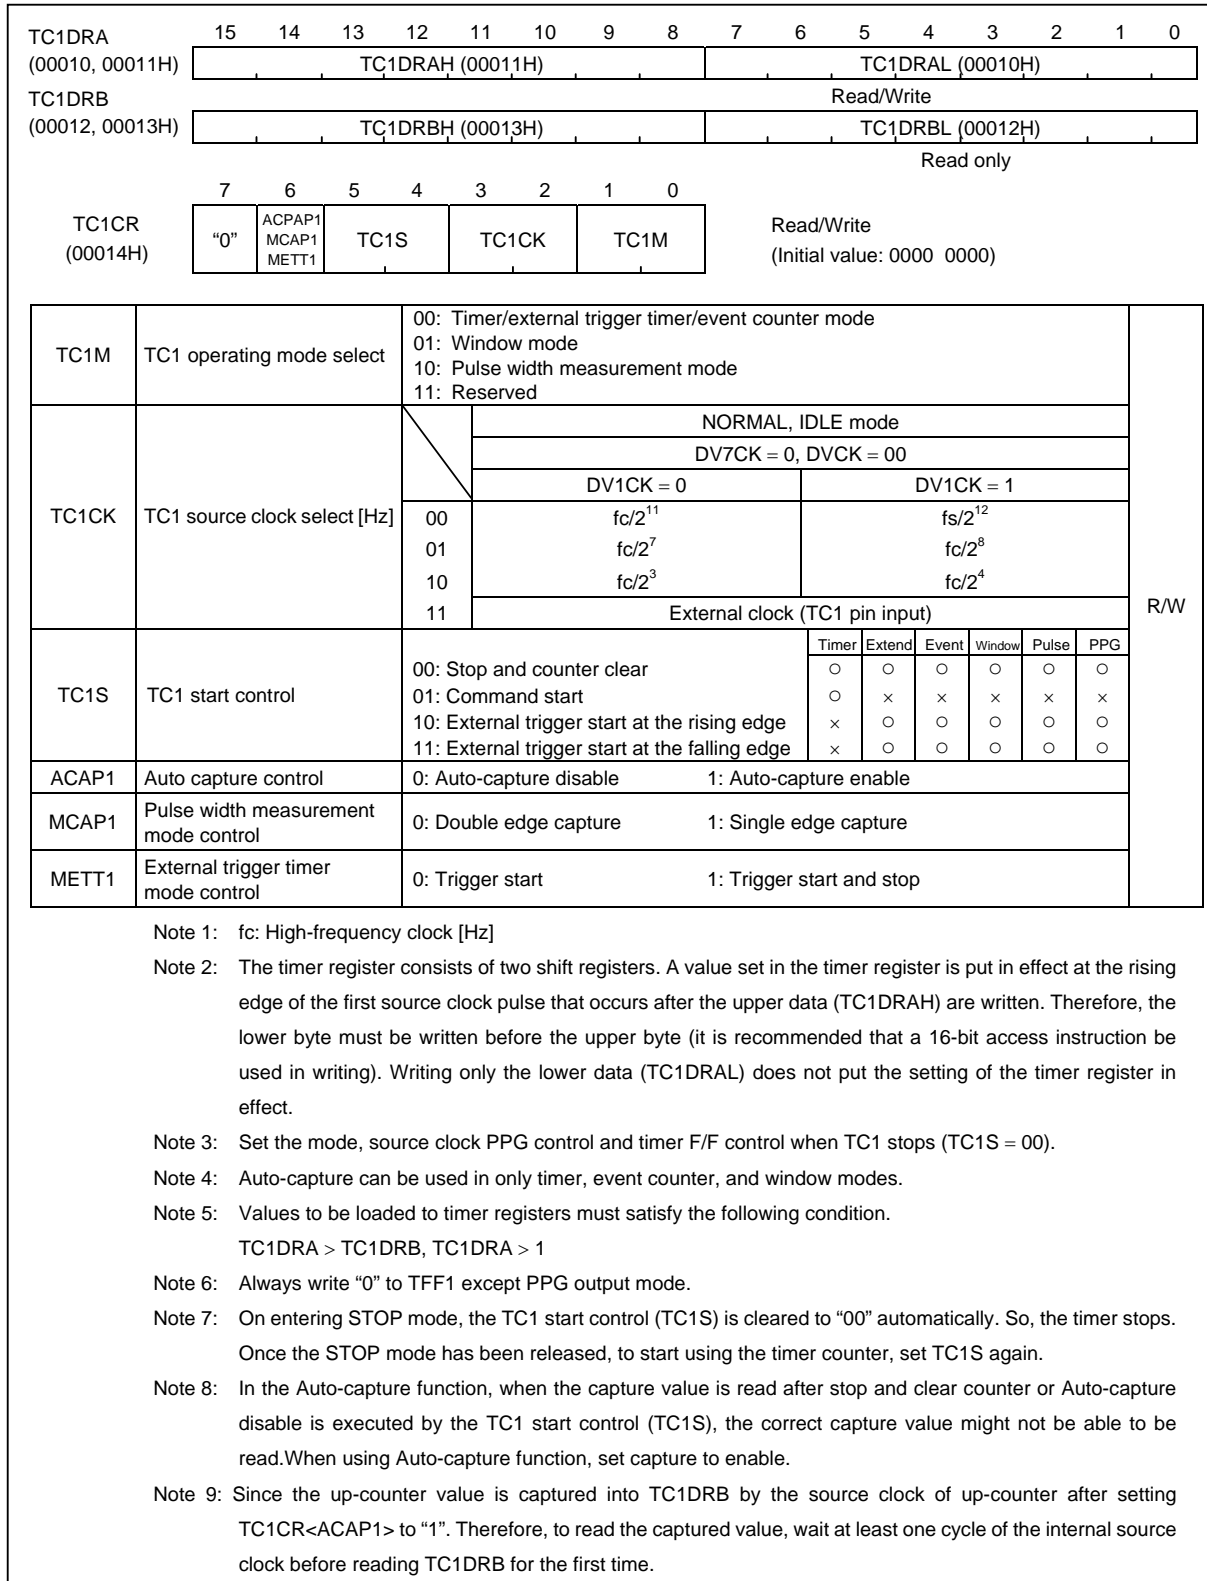 TC1DRA 15 14 13 12 11 10 9 8 7 6 5 4 3 2 1 0
(00010, 00011H) TC1DRAH (00011H) TC1DRAL (00010H)
TC1DRB Read/Write
(00012, 00013H) TC1DRBH (00013H) TC1DRBL (00012H)
Read only
7 6 5 4 3 2 1 0
TC1CR
(00014H)
“0”
ACPAP1
MCAP1
METT1
TC1S TC1CK TC1M
Read/Write
(Initial value: 0000 0000)
TC1M TC1 operating mode select
00: Timer/external trigger timer/event counter mode
01: Window mode
10: Pulse width measurement mode
11: Reserved
R/W
TC1CK TC1 source clock select [Hz]
NORMAL, IDLE mode
DV7CK = 0, DVCK = 00
DV1CK = 0 DV1CK = 1
00 fc/2^11 fs/2^12
01 fc/2^7 fc/2^8
10 fc/2^3 fc/2^4
11 External clock (TC1 pin input)
TC1S TC1 start control
Timer Extend Event Window Pulse PPG
00: Stop and counter clear ○ ○ ○ ○ ○ ○
01: Command start ○ × × × × ×
10: External trigger start at the rising edge × ○ ○ ○ ○ ○
11: External trigger start at the falling edge × ○ ○ ○ ○ ○
ACAP1 Auto capture control 0: Auto-capture disable 1: Auto-capture enable
MCAP1 Pulse width measurement
mode control
0: Double edge capture 1: Single edge capture
METT1 External trigger timer
mode control
0: Trigger start 1: Trigger start and stop
Note 1: fc: High-frequency clock [Hz]
Note 2: The timer register consists of two shift registers. A value set in the timer register is put in effect at the rising
edge of the first source clock pulse that occurs after the upper data (TC1DRAH) are written. Therefore, the
lower byte must be written before the upper byte (it is recommended that a 16-bit access instruction be
used in writing). Writing only the lower data (TC1DRAL) does not put the setting of the timer register in
effect.
Note 3: Set the mode, source clock PPG control and timer F/F control when TC1 stops (TC1S = 00).
Note 4: Auto-capture can be used in only timer, event counter, and window modes.
Note 5: Values to be loaded to timer registers must satisfy the following condition.
TC1DRA > TC1DRB, TC1DRA > 1
Note 6: Always write “0” to TFF1 except PPG output mode.
Note 7: On entering STOP mode, the TC1 start control (TC1S) is cleared to “00” automatically. So, the timer stops.
Once the STOP mode has been released, to start using the timer counter, set TC1S again.
Note 8: In the Auto-capture function, when the capture value is read after stop and clear counter or Auto-capture
disable is executed by the TC1 start control (TC1S), the correct capture value might not be able to be
read.When using Auto-capture function, set capture to enable.
Note 9: Since the up-counter value is captured into TC1DRB by the source clock of up-counter after setting
TC1CR<ACAP1> to “1”. Therefore, to read the captured value, wait at least one cycle of the internal source
clock before reading TC1DRB for the first time.